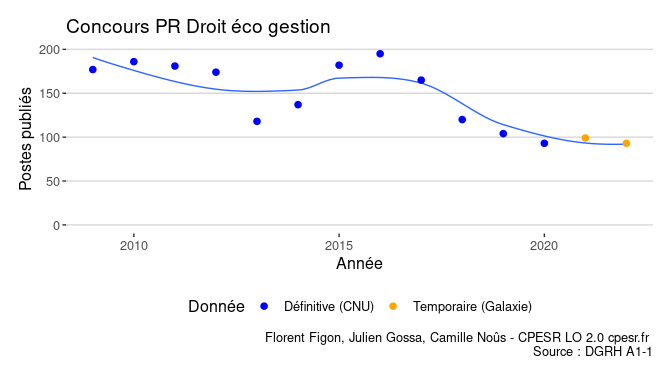 Concours PR Droit éco gestion
Postes publiés
200
150
100
50
0
2010 2015 2020
Année
Donnée Définitive (CNU) Temporaire (Galaxie)
Florent Figon, Julien Gossa, Camille Noûs - CPESR LO 2.0 cpesr.fr
Source : DGRH A1-1